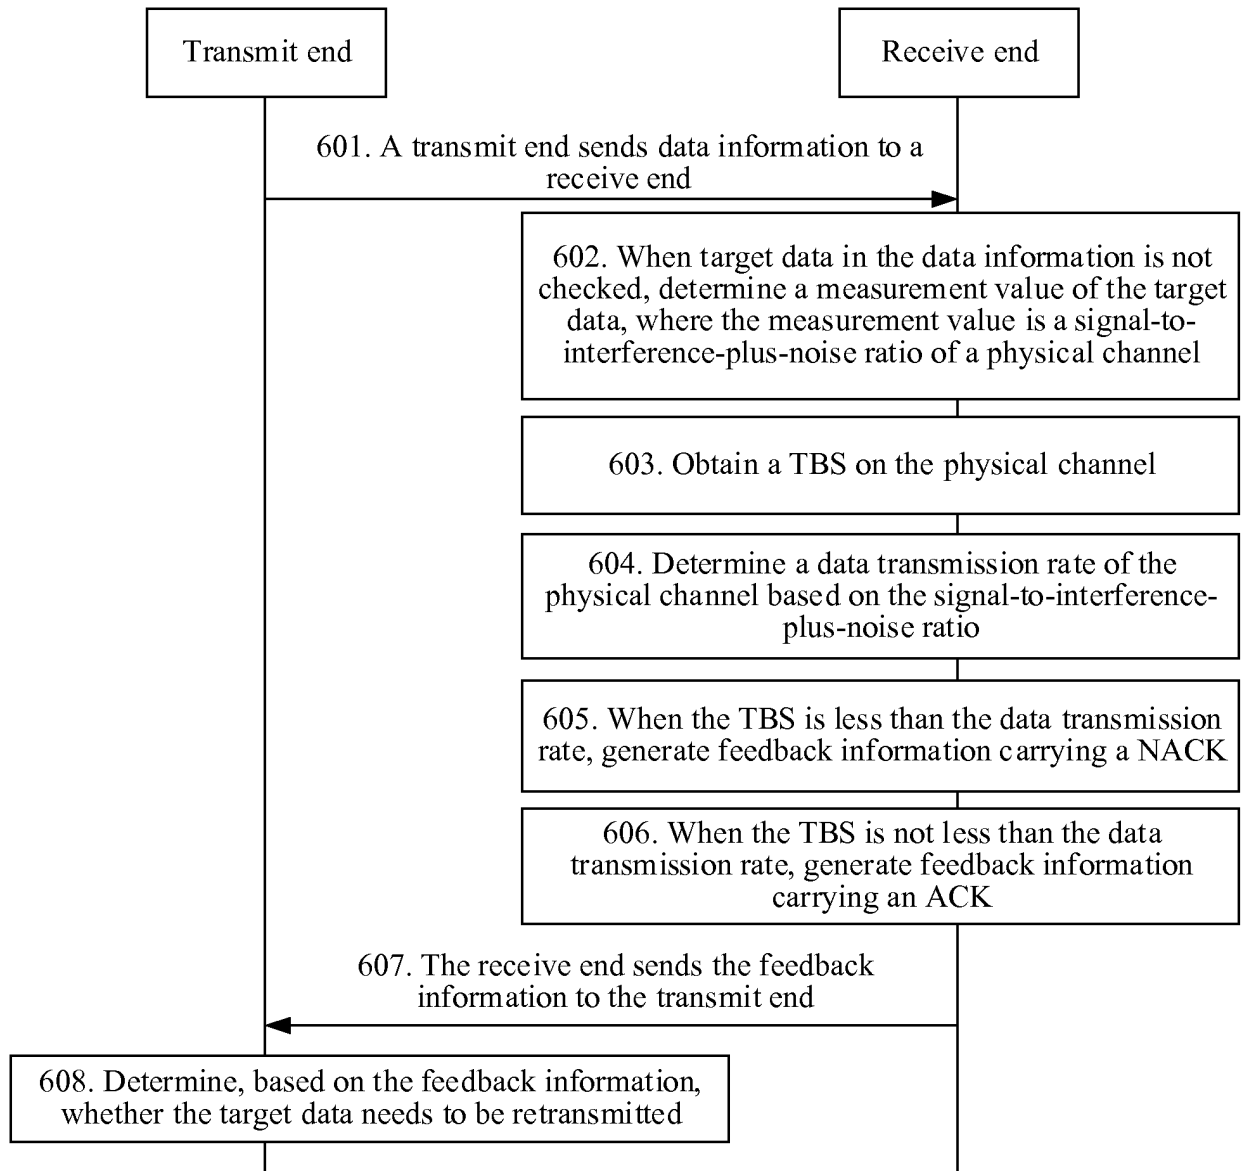 Transmit end
Receive end
601. A transmit end sends data information to a
receive end
602. When target data in the data information is not
checked, determine a measurement value of the target
data, where the measurement value is a signal-to-
interference-plus-noise ratio of a physical channel
603. Obtain a TBS on the physical channel
604. Determine a data transmission rate of the
physical channel based on the signal-to-interference-
plus-noise ratio
605. When the TBS is less than the data transmission
rate, generate feedback information carrying a NACK
606. When the TBS is not less than the data
transmission rate, generate feedback information
carrying an ACK
607. The receive end sends the feedback
information to the transmit end
608. Determine, based on the feedback information,
whether the target data needs to be retransmitted